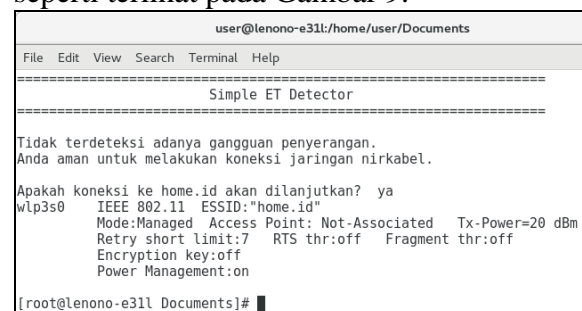 seperti terlihat pada Gambar 9.
user@lenono-e31l:/home/user/Documents
File Edit View Search Terminal Help
==================================================================
Simple ET Detector
==================================================================
Tidak terdeteksi adanya gangguan penyerangan.
Anda aman untuk melakukan koneksi jaringan nirkabel.
Apakah koneksi ke home.id akan dilanjutkan? ya
wlp3s0 IEEE 802.11 ESSID:"home.id"
Mode:Managed Access Point: Not-Associated Tx-Power=20 dBm
Retry short limit:7 RTS thr:off Fragment thr:off
Encryption key:off
Power Management:on
[root@lenono-e31l Documents]#